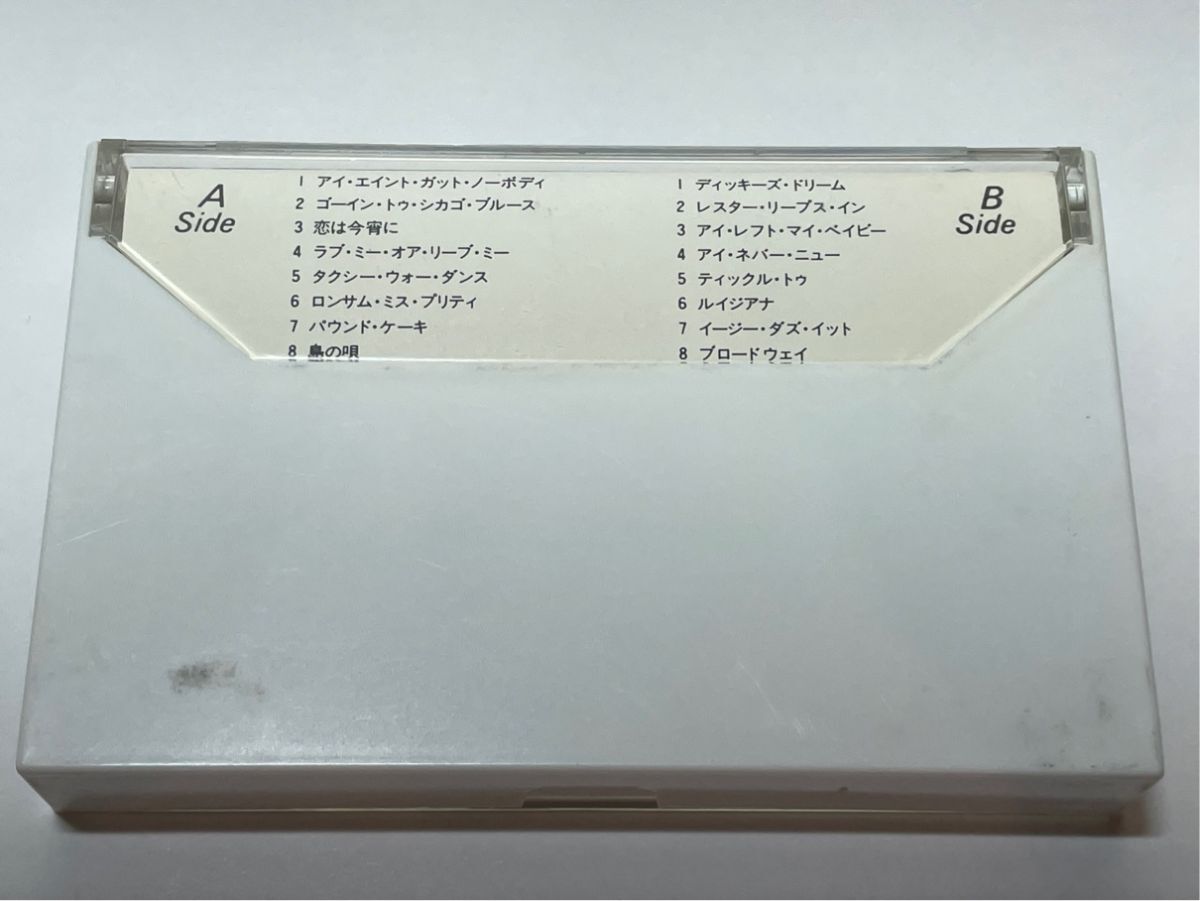 A
Side
1 アイ・エイント・ガット・ノーボディ
2 ゴーイン・トゥ・シカゴ・ブルース
3 恋は今宵に
4 ラブ・ミー・オア・リーブ・ミー
5 タクシー・ウォー・ダンス
6 ロンサム・ミス・プリティ
7 パウンド・ケーキ
8 島の唄
B
Side
1 ディッキーズ・ドリーム
2 レスター・リープス・イン
3 アイ・レフト・マイ・ベイビー
4 アイ・ネバー・ニュー
5 ティックル・トゥ
6 ルイジアナ
7 イージー・ダズ・イット
8 ブロードウェイ